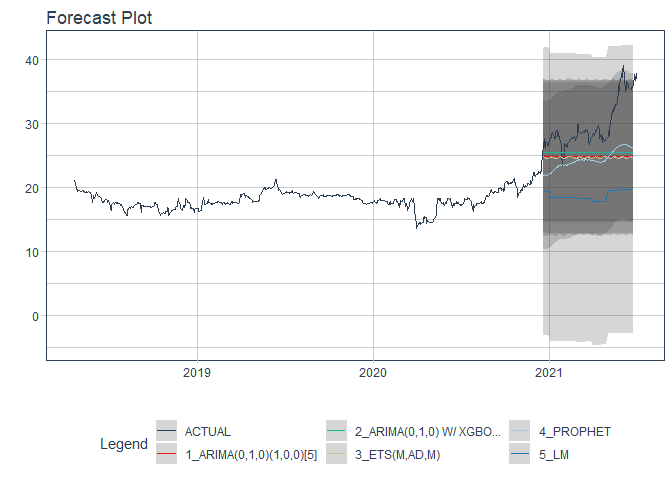 Forecast Plot
40
30
20
10
0
2019
2020
2021
Legend
ACTUAL
1_ARIMA(0,1,0)(1,0,0)[5]
2_ARIMA(0,1,0) W/ XGBO...
3_ETS(M,AD,M)
4_PROPHET
5_LM